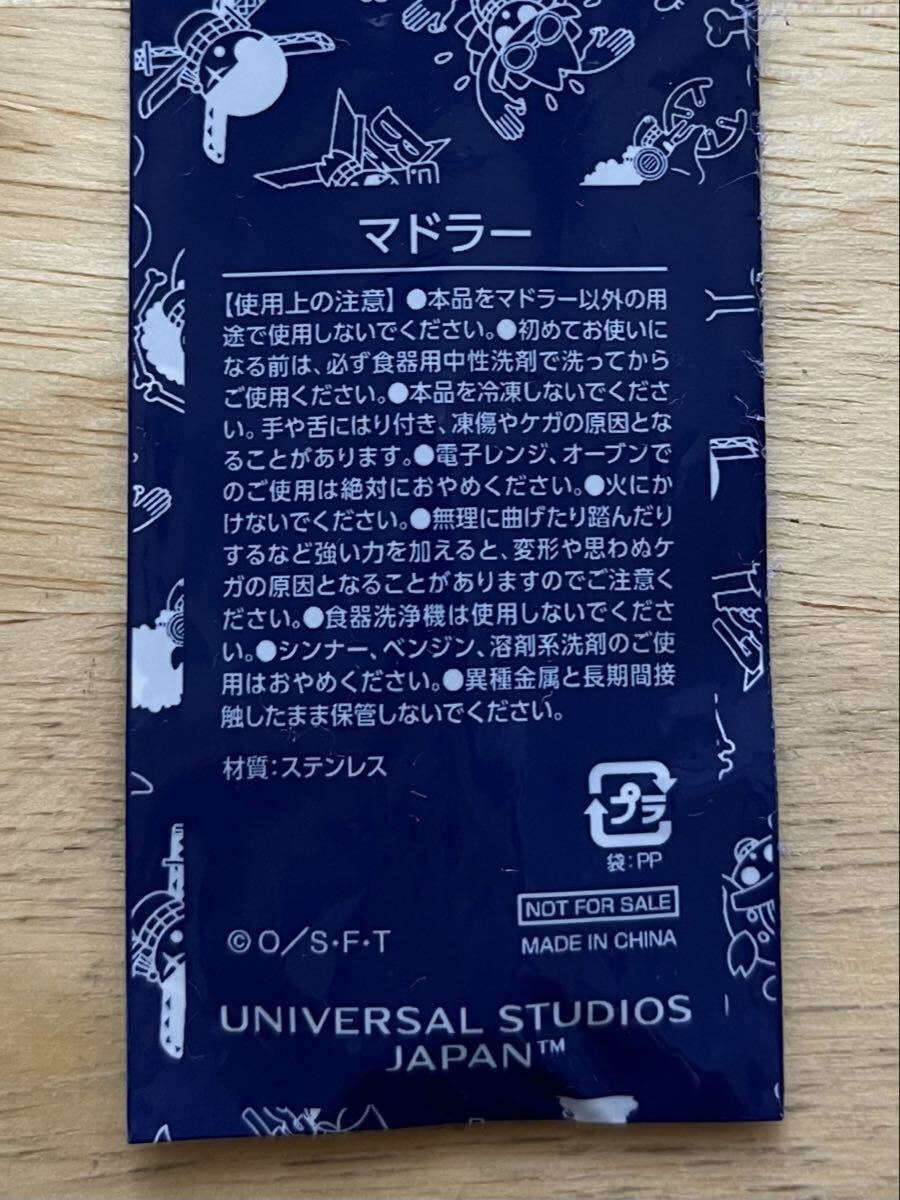 マドラー
【使用上の注意】●本品をマドラー以外の用
途で使用しないでください。●初めてお使いに
なる前は、必ず食器用中性洗剤で洗ってから
ご使用ください。●本品を冷凍しないでくださ
い。手や舌にはり付き、凍傷やケガの原因とな
ることがあります。●電子レンジ、オーブンで
のご使用は絶対におやめください。●火にか
けないでください。●無理に曲げたり踏んだり
するなど強い力を加えると、変形や思わぬケ
ガの原因となることがありますのでご注意く
ださい。●食器洗浄機は使用しないでくださ
い。●シンナー、ベンジン、溶剤系洗剤のご使
用はおやめください。●異種金属と長期間接
触したまま保管しないでください。
材質：ステンレス
プラ
袋：PP
NOT FOR SALE
©O/S・F・T
MADE IN CHINA
UNIVERSAL STUDIOS
JAPAN™